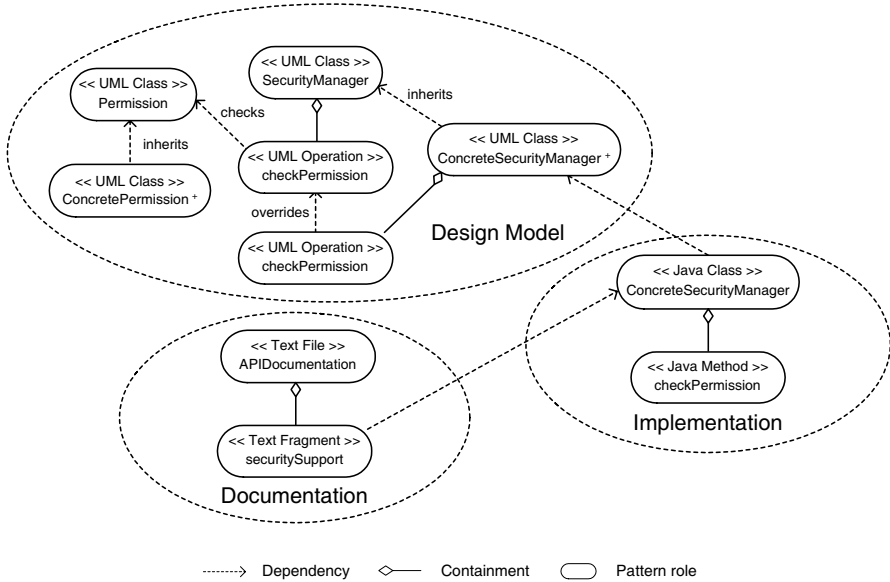 << UML Class >>
SecurityManager
<< UML Class >>
Permission
checks
inherits
inherits
<< UML Class >>
ConcreteSecurityManager +
<< UML Operation >>
checkPermission
<< UML Class >>
ConcretePermission +
overrides
<< UML Operation >>
checkPermission
Design Model
<< Java Class >>
ConcreteSecurityManager
<< Java Method >>
checkPermission
Implementation
<< Text File >>
APIDocumentation
<< Text Fragment >>
securitySupport
Documentation
Dependency
Containment
Pattern role